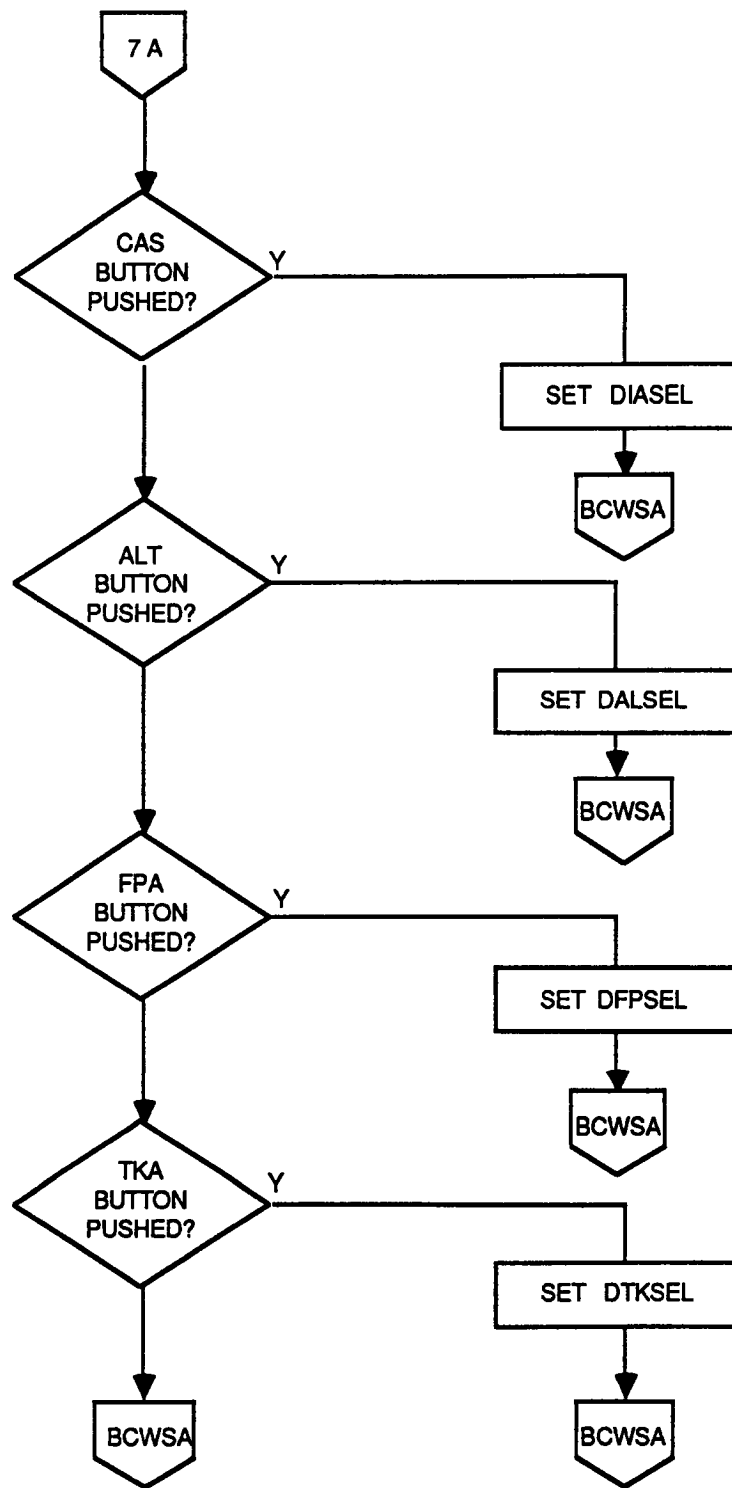 7 A
CAS
BUTTON
PUSHED?
Y
SET DIASEL
BCWSA
ALT
BUTTON
PUSHED?
Y
SET DALSEL
BCWSA
FPA
BUTTON
PUSHED?
Y
SET DFPSEL
BCWSA
TKA
BUTTON
PUSHED?
Y
SET DTKSEL
BCWSA
BCWSA